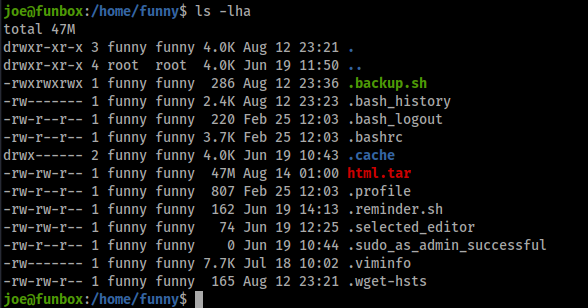 joe@funbox:/home/funny$ ls -lha
total 47M
drwxr-xr-x 3 funny funny 4.0K Aug 12 23:21 .
drwxr-xr-x 4 root  root  4.0K Jun 19 11:50 ..
-rwxrwxrwx 1 funny funny  286 Aug 12 23:36 .backup.sh
-rw------- 1 funny funny 2.4K Aug 12 23:23 .bash_history
-rw-r--r-- 1 funny funny  220 Feb 25 12:03 .bash_logout
-rw-r--r-- 1 funny funny 3.7K Feb 25 12:03 .bashrc
drwx------ 2 funny funny 4.0K Jun 19 10:43 .cache
-rw-rw-r-- 1 funny funny  47M Aug 14 01:00 html.tar
-rw-r--r-- 1 funny funny  807 Feb 25 12:03 .profile
-rw-rw-r-- 1 funny funny  162 Jun 19 14:13 .reminder.sh
-rw-rw-r-- 1 funny funny   74 Jun 19 12:25 .selected_editor
-rw-r--r-- 1 funny funny    0 Jun 19 10:44 .sudo_as_admin_successful
-rw------- 1 funny funny 7.7K Jul 18 10:02 .viminfo
-rw-rw-r-- 1 funny funny  165 Aug 12 23:21 .wget-hsts
joe@funbox:/home/funny$